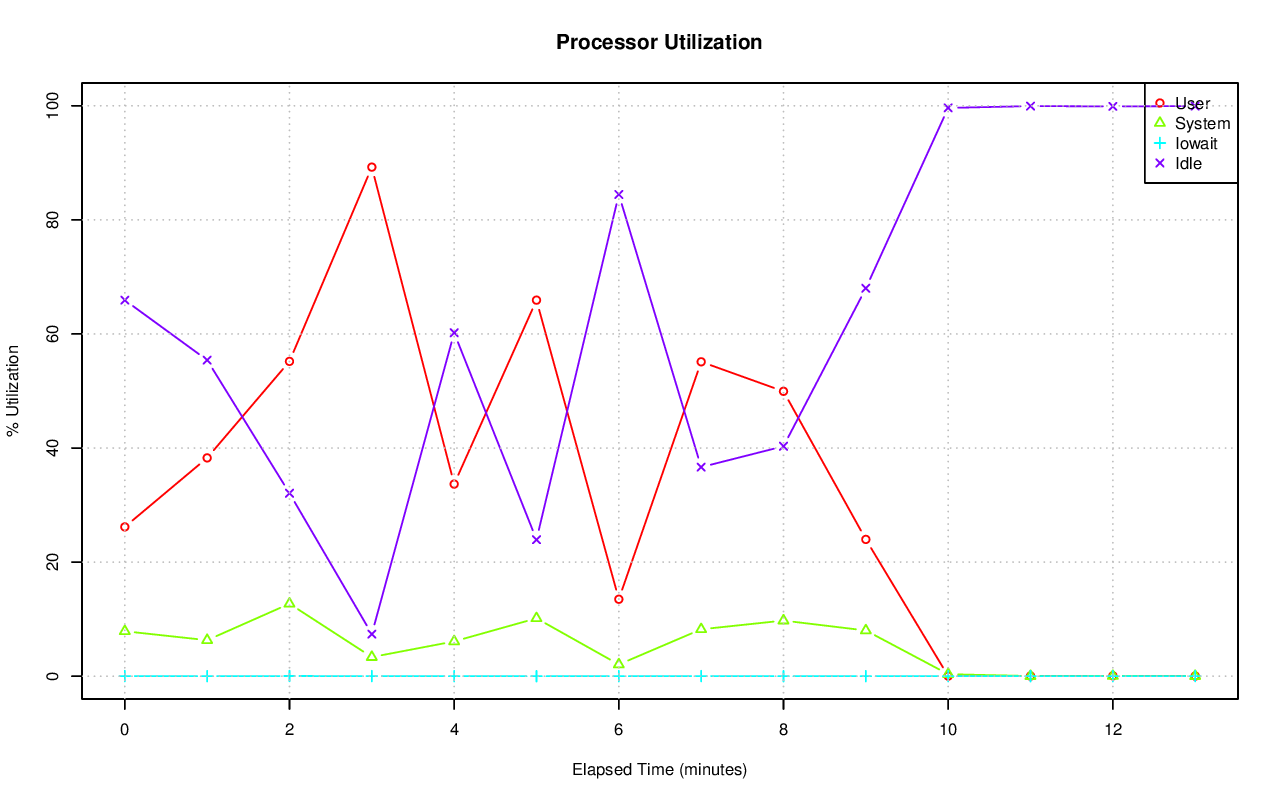 Processor Utilization
% Utilization
100
80
60
40
20
0
User
System
Iowait
Idle
0 2 4 6 8 10 12
Elapsed Time (minutes)